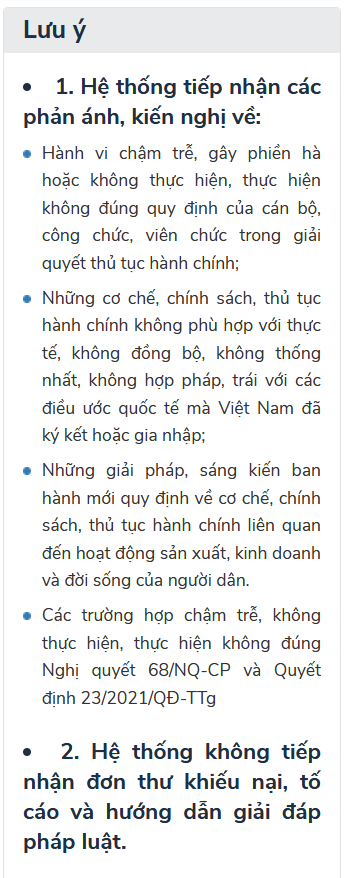 Lưu ý
• 1. Hệ thống tiếp nhận các
phản ánh, kiến nghị về:
• Hành vi chậm trễ, gây phiền hà
hoặc không thực hiện, thực hiện
không đúng quy định của cán bộ,
công chức, viên chức trong giải
quyết thủ tục hành chính;
• Những cơ chế, chính sách, thủ tục
hành chính không phù hợp với thực
tế, không đồng bộ, không thống
nhất, không hợp pháp, trái với các
điều ước quốc tế mà Việt Nam đã
ký kết hoặc gia nhập;
• Những giải pháp, sáng kiến ban
hành mới quy định về cơ chế, chính
sách, thủ tục hành chính liên quan
đến hoạt động sản xuất, kinh doanh
và đời sống của người dân.
• Các trường hợp chậm trễ, không
thực hiện, thực hiện không đúng
Nghị quyết 68/NQ-CP và Quyết
định 23/2021/QĐ-TTg
• 2. Hệ thống không tiếp
nhận đơn thư khiếu nại, tố
cáo và hướng dẫn giải đáp
pháp luật.